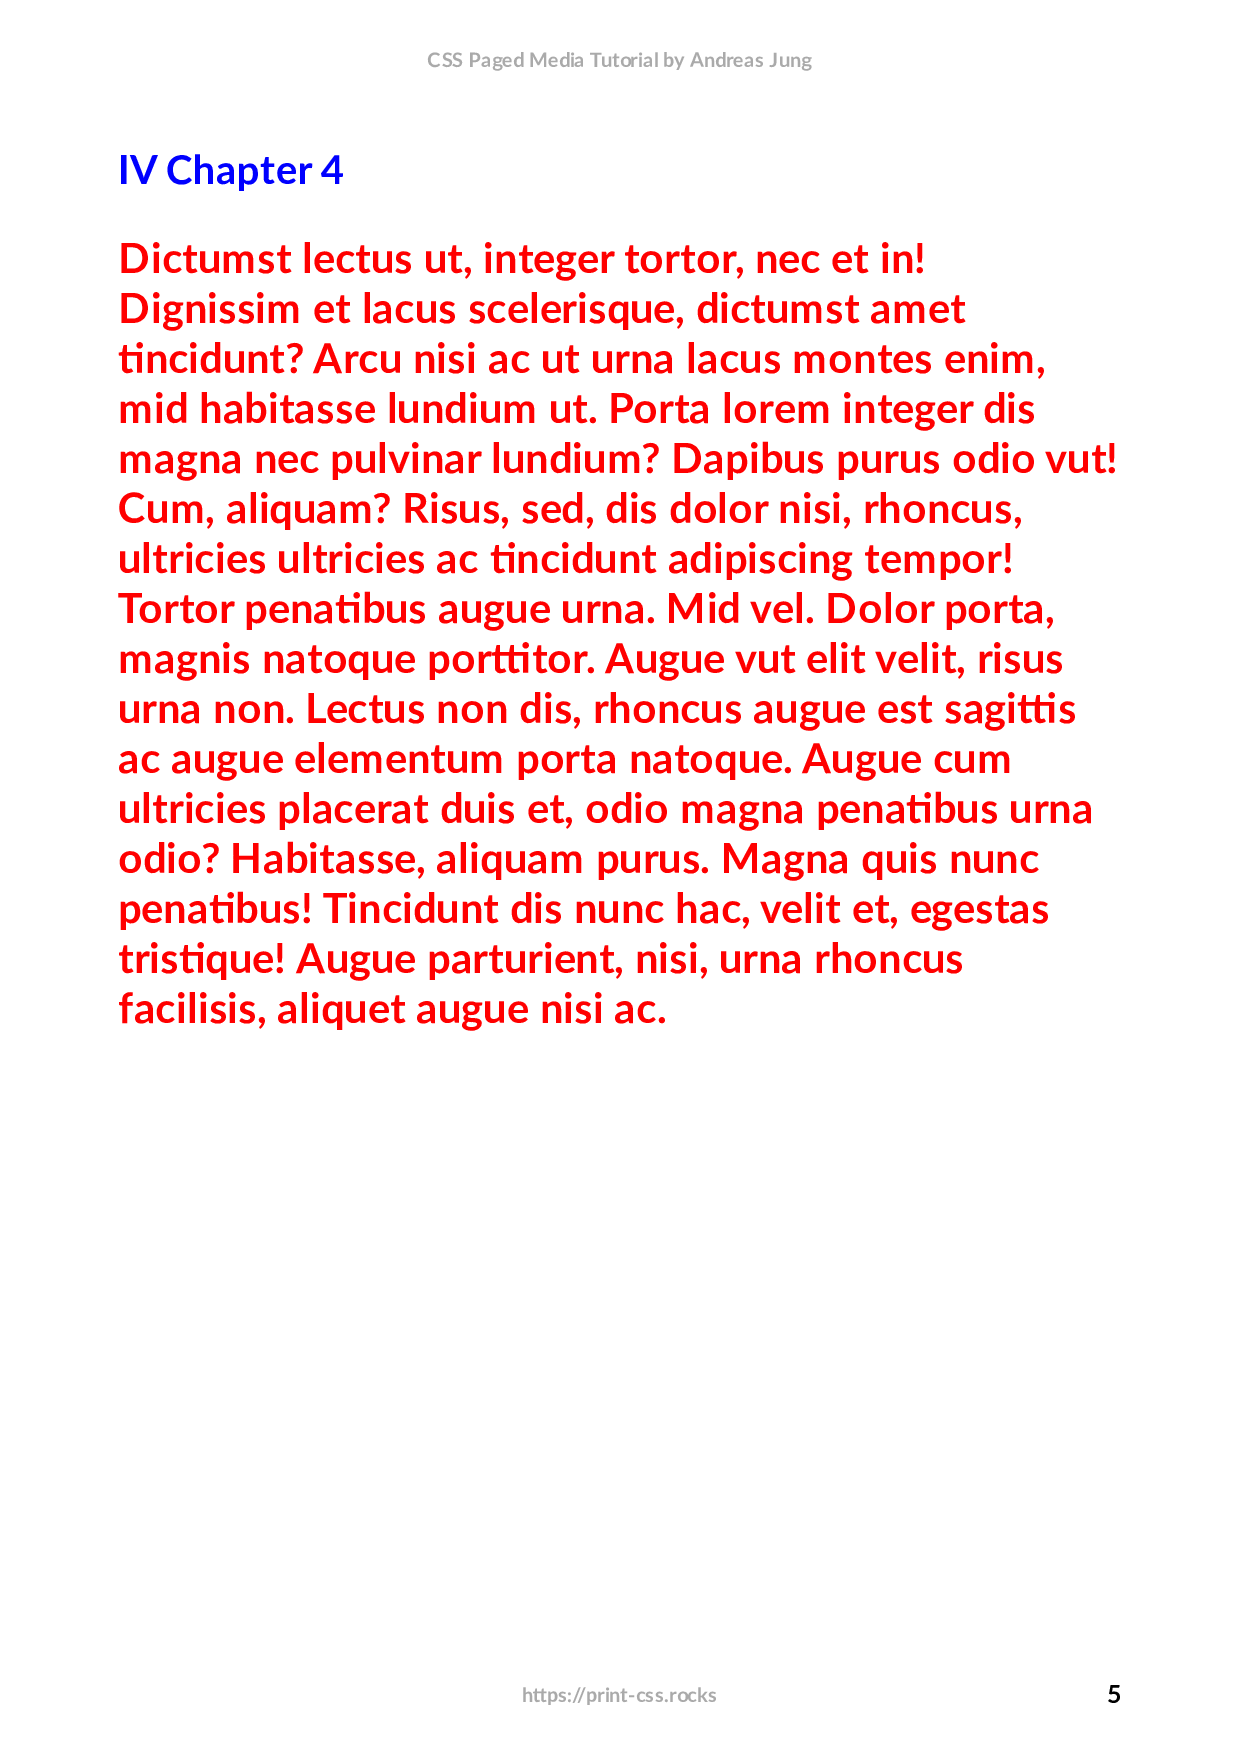 CSS Paged Media Tutorial by Andreas Jung
IV Chapter 4
Dictumst lectus ut, integer tortor, nec et in!
Dignissim et lacus scelerisque, dictumst amet
tincidunt? Arcu nisi ac ut urna lacus montes enim,
mid habitasse lundium ut. Porta lorem integer dis
magna nec pulvinar lundium? Dapibus purus odio vut!
Cum, aliquam? Risus, sed, dis dolor nisi, rhoncus,
ultricies ultricies ac tincidunt adipiscing tempor!
Tortor penatibus augue urna. Mid vel. Dolor porta,
magnis natoque porttitor. Augue vut elit velit, risus
urna non. Lectus non dis, rhoncus augue est sagittis
ac augue elementum porta natoque. Augue cum
ultricies placerat duis et, odio magna penatibus urna
odio? Habitasse, aliquam purus. Magna quis nunc
penatibus! Tincidunt dis nunc hac, velit et, egestas
tristique! Augue parturient, nisi, urna rhoncus
facilisis, aliquet augue nisi ac.
https://print-css.rocks
5